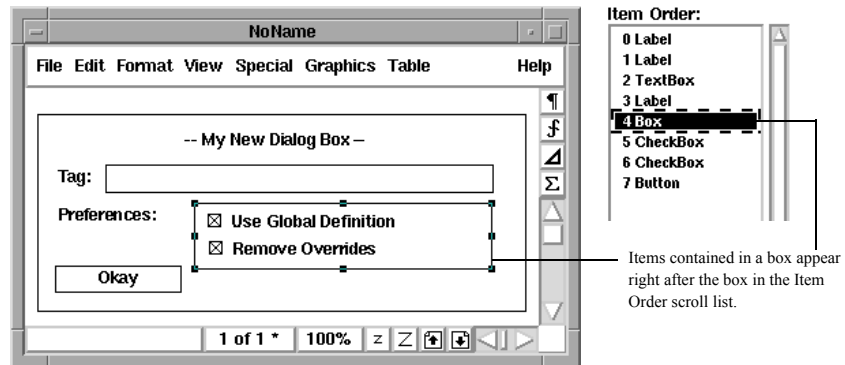 NoName
File Edit Format View Special Graphics Table Help
¶
∮
-- My New Dialog Box –
Tag:
Σ
Preferences:
Use Global Definition
Remove Overrides
Okay
1 of 1 * 100% z Z
Item Order:
0 Label
1 Label
2 TextBox
3 Label
4 Box
5 CheckBox
6 CheckBox
7 Button
Items contained in a box appear
right after the box in the Item
Order scroll list.